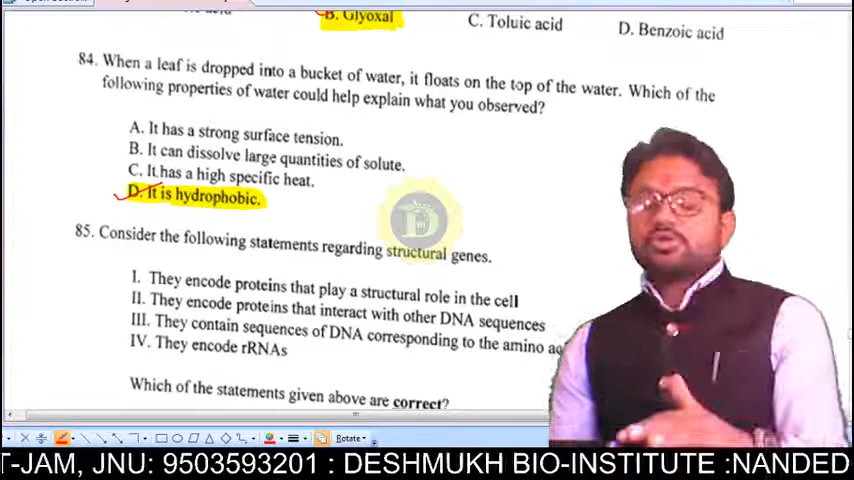 B. Glyoxal
C. Toluic acid
D. Benzoic acid
84. When a leaf is dropped into a bucket of water, it floats on the top of the water. Which of the
following properties of water could help explain what you observed?
A. It has a strong surface tension.
B. It can dissolve large quantities of solute.
C. It has a high specific heat.
D. It is hydrophobic.
85. Consider the following statements regarding structural genes.
I. They encode proteins that play a structural role in the cell
II. They encode proteins that interact with other DNA sequences
III. They contain sequences of DNA corresponding to the amino
IV. They encode rRNAs
Which of the statements given above are correct?
Rotate
T-JAM, JNU: 9503593201 : DESHMUKH BIO-INSTITUTE :NANDED